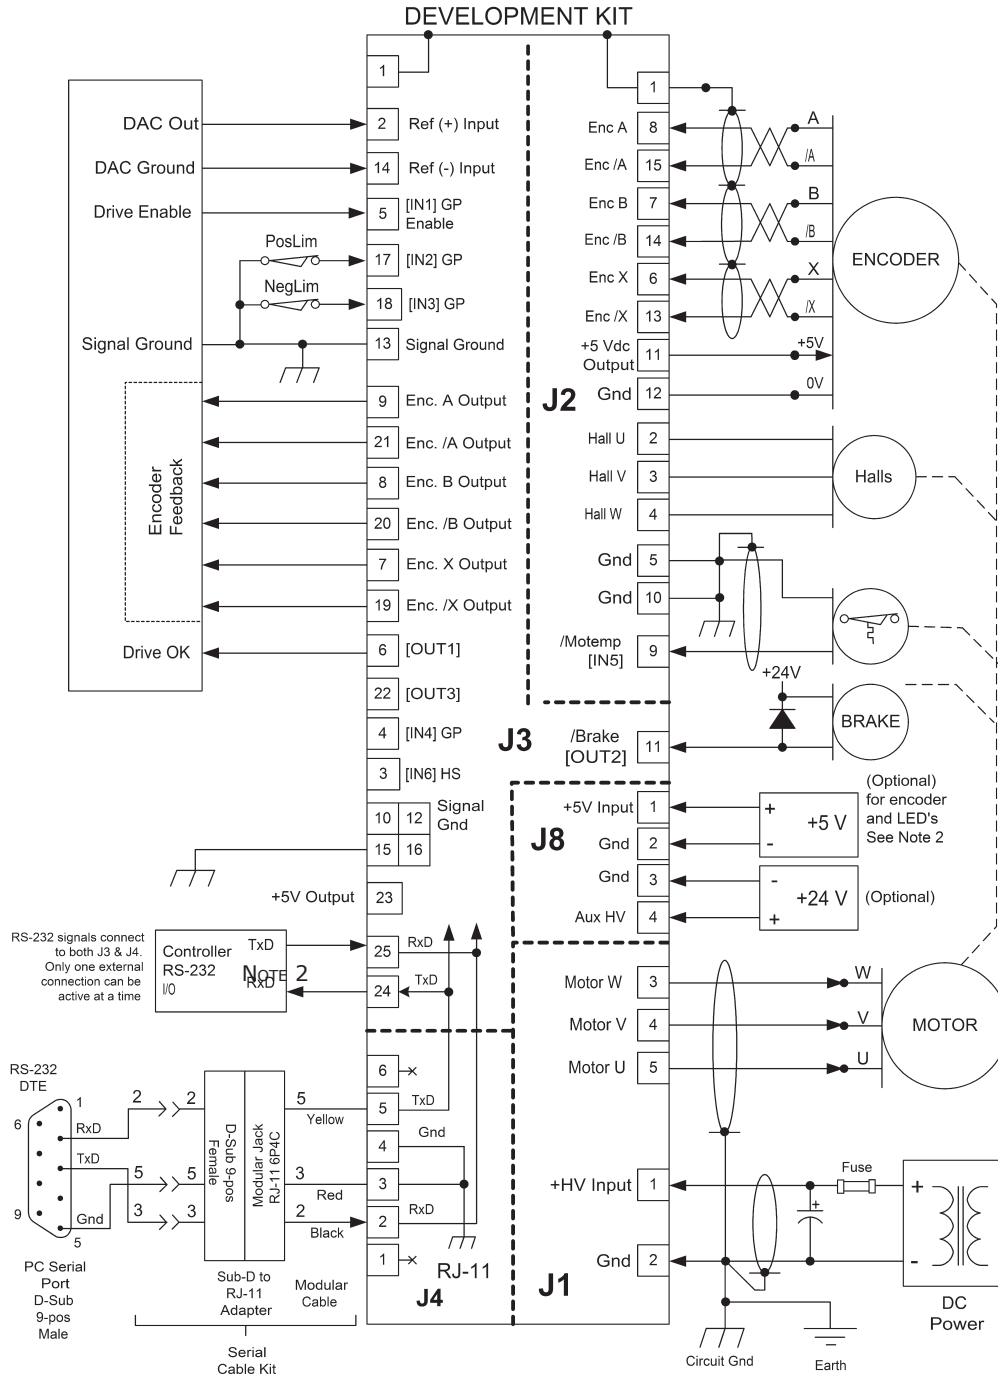 DEVELOPMENT KIT
DAC Out
DAC Ground
Drive Enable
PosLim
NegLim
Signal Ground
Encoder
Feedback
Drive OK
1
2 Ref (+) Input
14 Ref (-) Input
5 [IN1] GP
Enable
17 [IN2] GP
18 [IN3] GP
13 Signal Ground
9 Enc. A Output
21 Enc. /A Output
8 Enc. B Output
20 Enc. /B Output
7 Enc. X Output
19 Enc. /X Output
6 [OUT1]
22 [OUT3]
4 [IN4] GP
3 [IN6] HS
10 12 Signal
Gnd
15 16
+5V Output 23
J3
J2
1
Enc A 8 A
Enc /A 15 /A
Enc B 7 B
Enc /B 14 /B
Enc X 6 X
Enc /X 13 /X
+5 Vdc
Output 11 +5V
Gnd 12 0V
ENCODER
Hall U 2
Hall V 3
Hall W 4
Halls
Gnd 5
Gnd 10
/Motemp
[IN5] 9
+24V
BRAKE
/Brake
[OUT2] 11
J8
+5V Input 1
Gnd 2
Gnd 3
Aux HV 4
+
+5 V
-
(Optional)
for encoder
and LED's
See Note 2
-
+24 V
+
(Optional)
RS-232 signals connect
to both J3 & J4.
Only one external
connection can be
active at a time
Controller
RS-232
I/O
TxD
RxD
NOTE 2
25 RxD
24 TxD
Motor W 3 W
Motor V 4 V
Motor U 5 U
MOTOR
RS-232
DTE
6
1
RxD
TxD
Gnd
9
5
2 2
5 5
3 3
PC Serial
Port
D-Sub
9-pos
Male
D-Sub 9-pos
Female
Modular Jack
RJ-11 6P4C
5
Yellow
3
Red
2
Black
Sub-D to
RJ-11
Adapter
Modular
Cable
Serial
Cable Kit
6
5 TxD
4 Gnd
3
2 RxD
1
RJ-11
J4
J1
+HV Input 1
Gnd 2
Fuse
+
+
-
DC
Power
Circuit Gnd
Earth